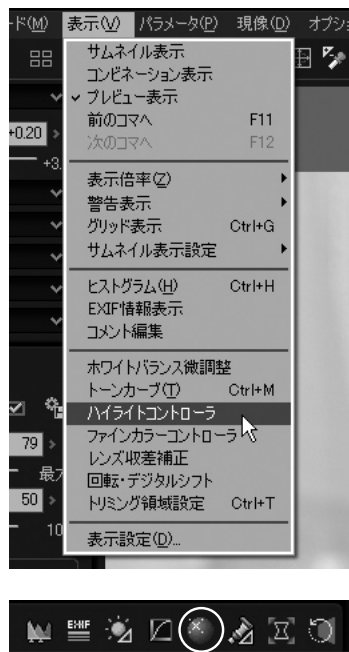 ード(M) 表示(V) パラメータ(P) 現像(D) オプショ
サムネイル表示
コンビネーション表示
プレビュー表示
+0.20 前のコマへ F11
次のコマへ F12
+3.
表示倍率(Z)
警告表示
グリッド表示 Ctrl+G
サムネイル表示設定
ヒストグラム(H) Ctrl+H
EXIF情報表示
コメント編集
ホワイトバランス微調整
トーンカーブ(T) Ctrl+M
ハイライトコントローラ
79 ファインカラーコントローラ
最 レンズ収差補正
50 回転・デジタルシフト
10 トリミング領域設定 Ctrl+T
表示設定(D)...
EXIF